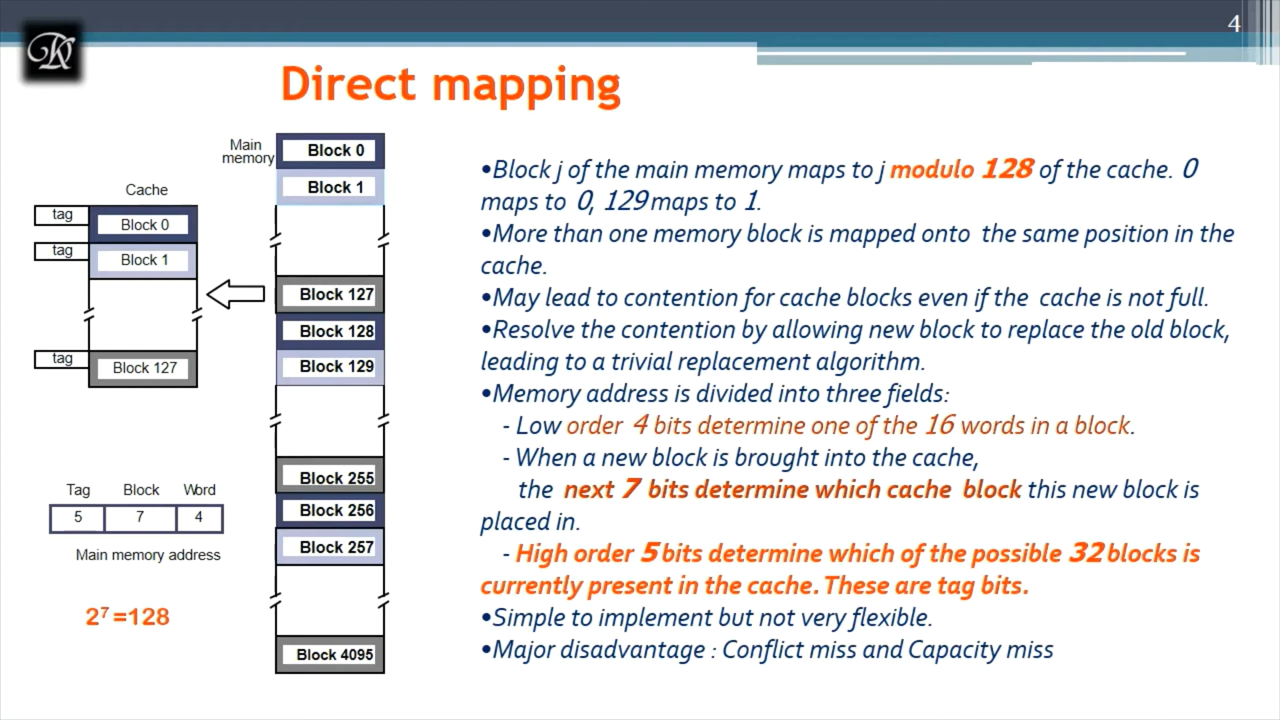 4
Direct mapping
Main
memory
Block 0
Block 1
Block 127
Block 128
Block 129
Block 255
Block 256
Block 257
Block 4095
Cache
tag
Block 0
tag
Block 1
tag
Block 127
Tag Block Word
5 7 4
Main memory address
2⁷ =128
•Block j of the main memory maps to j modulo 128 of the cache. 0
maps to 0, 129 maps to 1.
•More than one memory block is mapped onto the same position in the
cache.
•May lead to contention for cache blocks even if the cache is not full.
•Resolve the contention by allowing new block to replace the old block,
leading to a trivial replacement algorithm.
•Memory address is divided into three fields:
- Low order 4 bits determine one of the 16 words in a block.
- When a new block is brought into the cache,
the next 7 bits determine which cache block this new block is
placed in.
- High order 5 bits determine which of the possible 32 blocks is
currently present in the cache. These are tag bits.
•Simple to implement but not very flexible.
•Major disadvantage : Conflict miss and Capacity miss